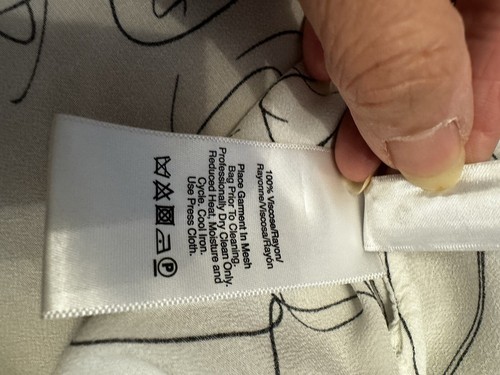 100% Viscose/Rayon/
Rayonne/Viscosa/Rayón
Place Garment In Mesh
Bag Prior To Cleaning.
Professionally Dry Clean Only-
Reduced Heat, Moisture and
Cycle. Cool Iron.
Use Press Cloth.
P